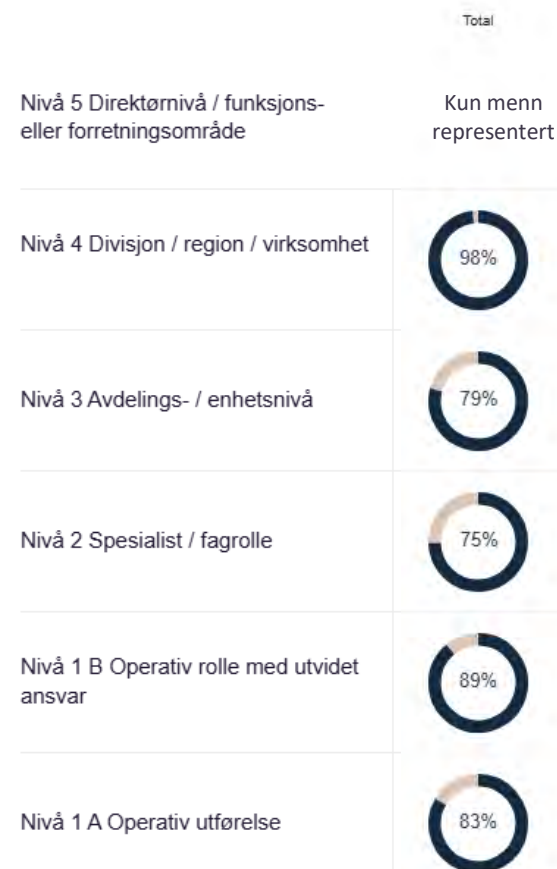 Total
Nivå 5 Direktørnivå / funksjons-
eller forretningsområde
Kun menn
representert
Nivå 4 Divisjon / region / virksomhet
98%
Nivå 3 Avdelings- / enhetsnivå
79%
Nivå 2 Spesialist / fagrolle
75%
Nivå 1 B Operativ rolle med utvidet
ansvar
89%
Nivå 1 A Operativ utførelse
83%